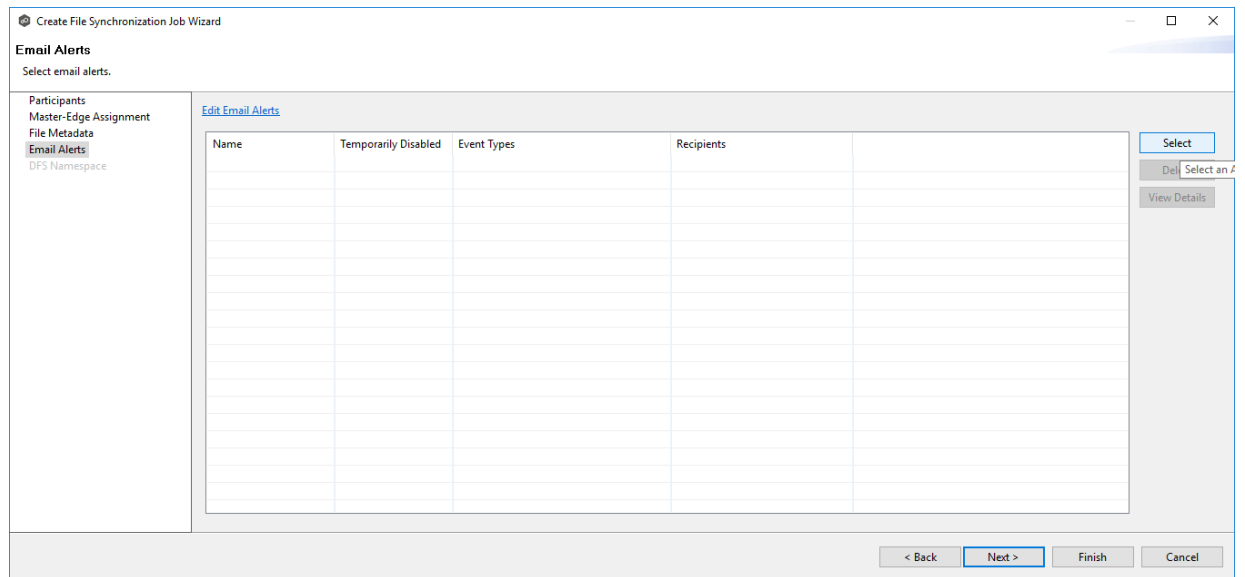 Create File Synchronization Job Wizard
Email Alerts
Select email alerts.
Participants
Master-Edge Assignment
File Metadata
Email Alerts
DFS Namespace
Edit Email Alerts
Name Temporarily Disabled Event Types Recipients
Select
Select an
View Details
< Back Next > Finish Cancel